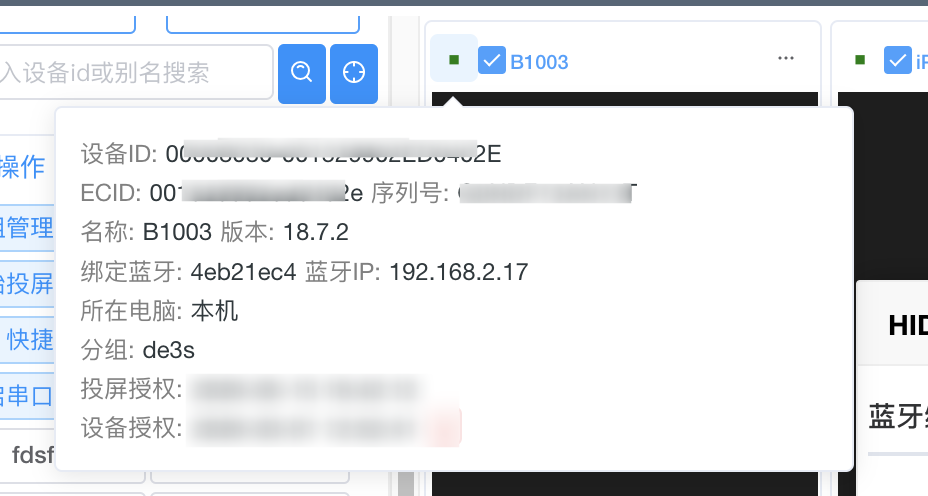 入设备id或别名搜索
B1003
...
操作
设备ID:
ECID: 序列号:
名称: B1003 版本: 18.7.2
管理
绑定蓝牙: 4eb21ec4 蓝牙IP: 192.168.2.17
投屏
所在电脑: 本机
HID
快捷
分组: de3s
投屏授权:
串口
蓝牙
设备授权:
fdsf